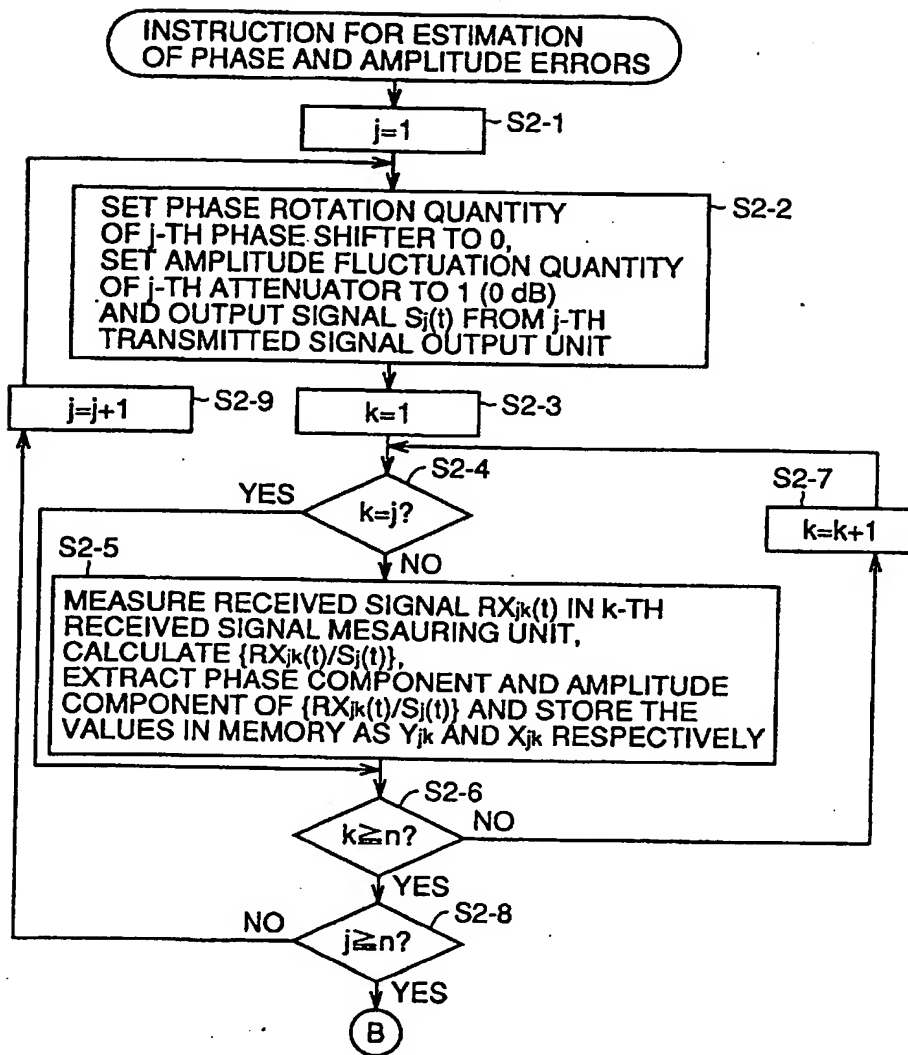 INSTRUCTION FOR ESTIMATION
OF PHASE AND AMPLITUDE ERRORS
j=1
S2-1
SET PHASE ROTATION QUANTITY
OF j-TH PHASE SHIFTER TO 0,
SET AMPLITUDE FLUCTUATION QUANTITY
OF j-TH ATTENUATOR TO 1 (0 dB)
AND OUTPUT SIGNAL Sj(t) FROM j-TH
TRANSMITTED SIGNAL OUTPUT UNIT
S2-2
j=j+1
S2-9
k=1
S2-3
S2-4
YES
k=j?
NO
S2-7
k=k+1
S2-5
MEASURE RECEIVED SIGNAL RXjk(t) IN k-TH
RECEIVED SIGNAL MESAURING UNIT,
CALCULATE {RXjk(t)/Sj(t)},
EXTRACT PHASE COMPONENT AND AMPLITUDE
COMPONENT OF {RXjk(t)/Sj(t)} AND STORE THE
VALUES IN MEMORY AS Yjk AND Xjk RESPECTIVELY
S2-6
k≧n?
NO
YES
S2-8
NO
j≧n?
YES
B